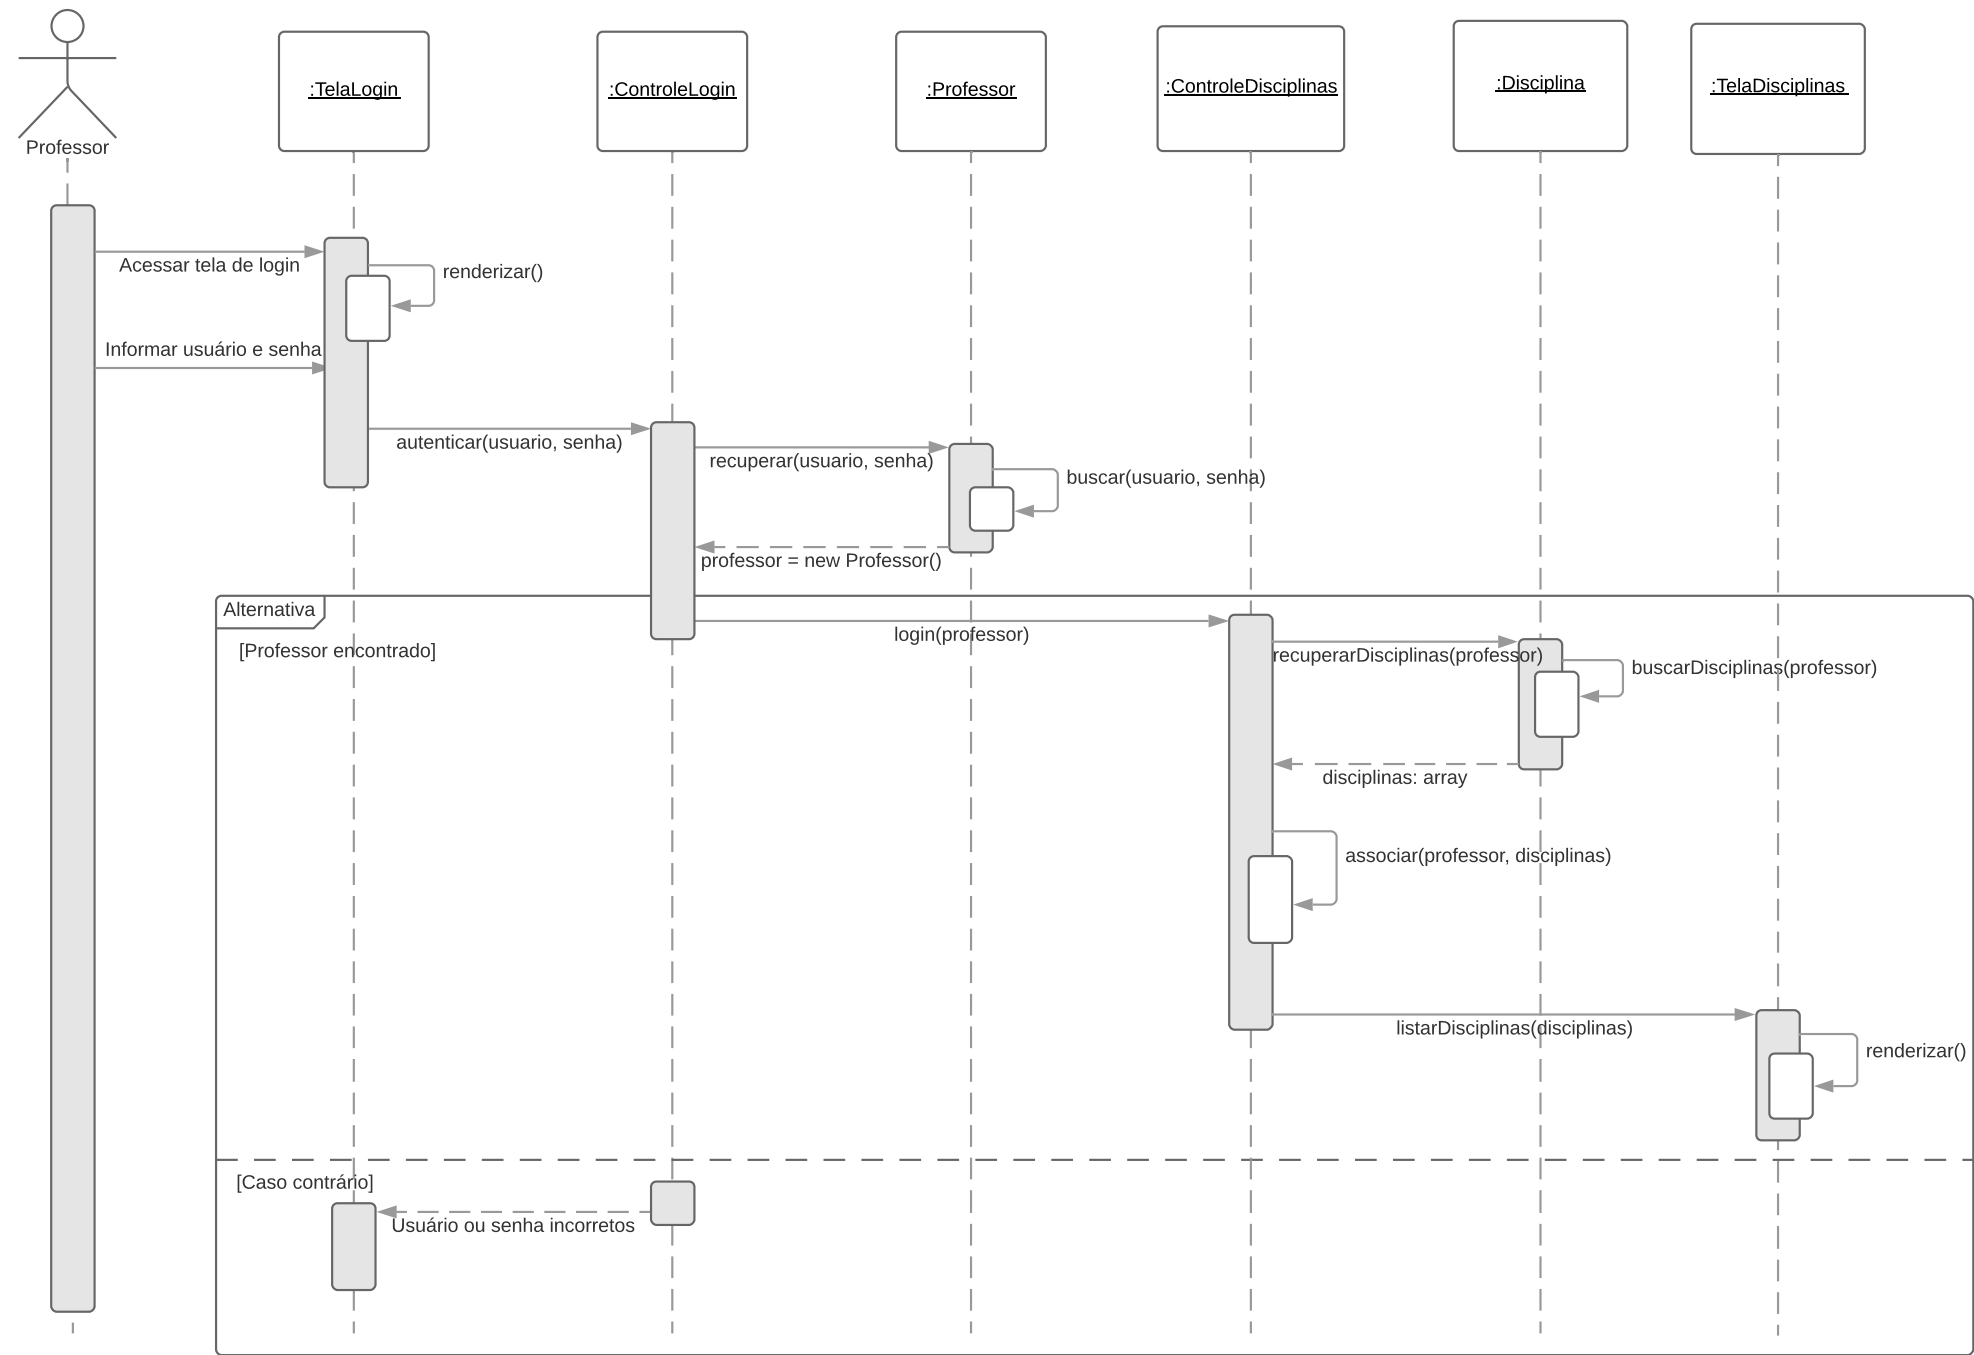 Professor
:TelaLogin
:ControleLogin
:Professor
:ControleDisciplinas
:Disciplina
:TelaDisciplinas
Acessar tela de login
renderizar()
Informar usuário e senha
autenticar(usuario, senha)
recuperar(usuario, senha)
buscar(usuario, senha)
professor = new Professor()
Alternativa
[Professor encontrado]
login(professor)
recuperarDisciplinas(professor)
buscarDisciplinas(professor)
disciplinas: array
associar(professor, disciplinas)
listarDisciplinas(disciplinas)
renderizar()
[Caso contrário]
Usuário ou senha incorretos